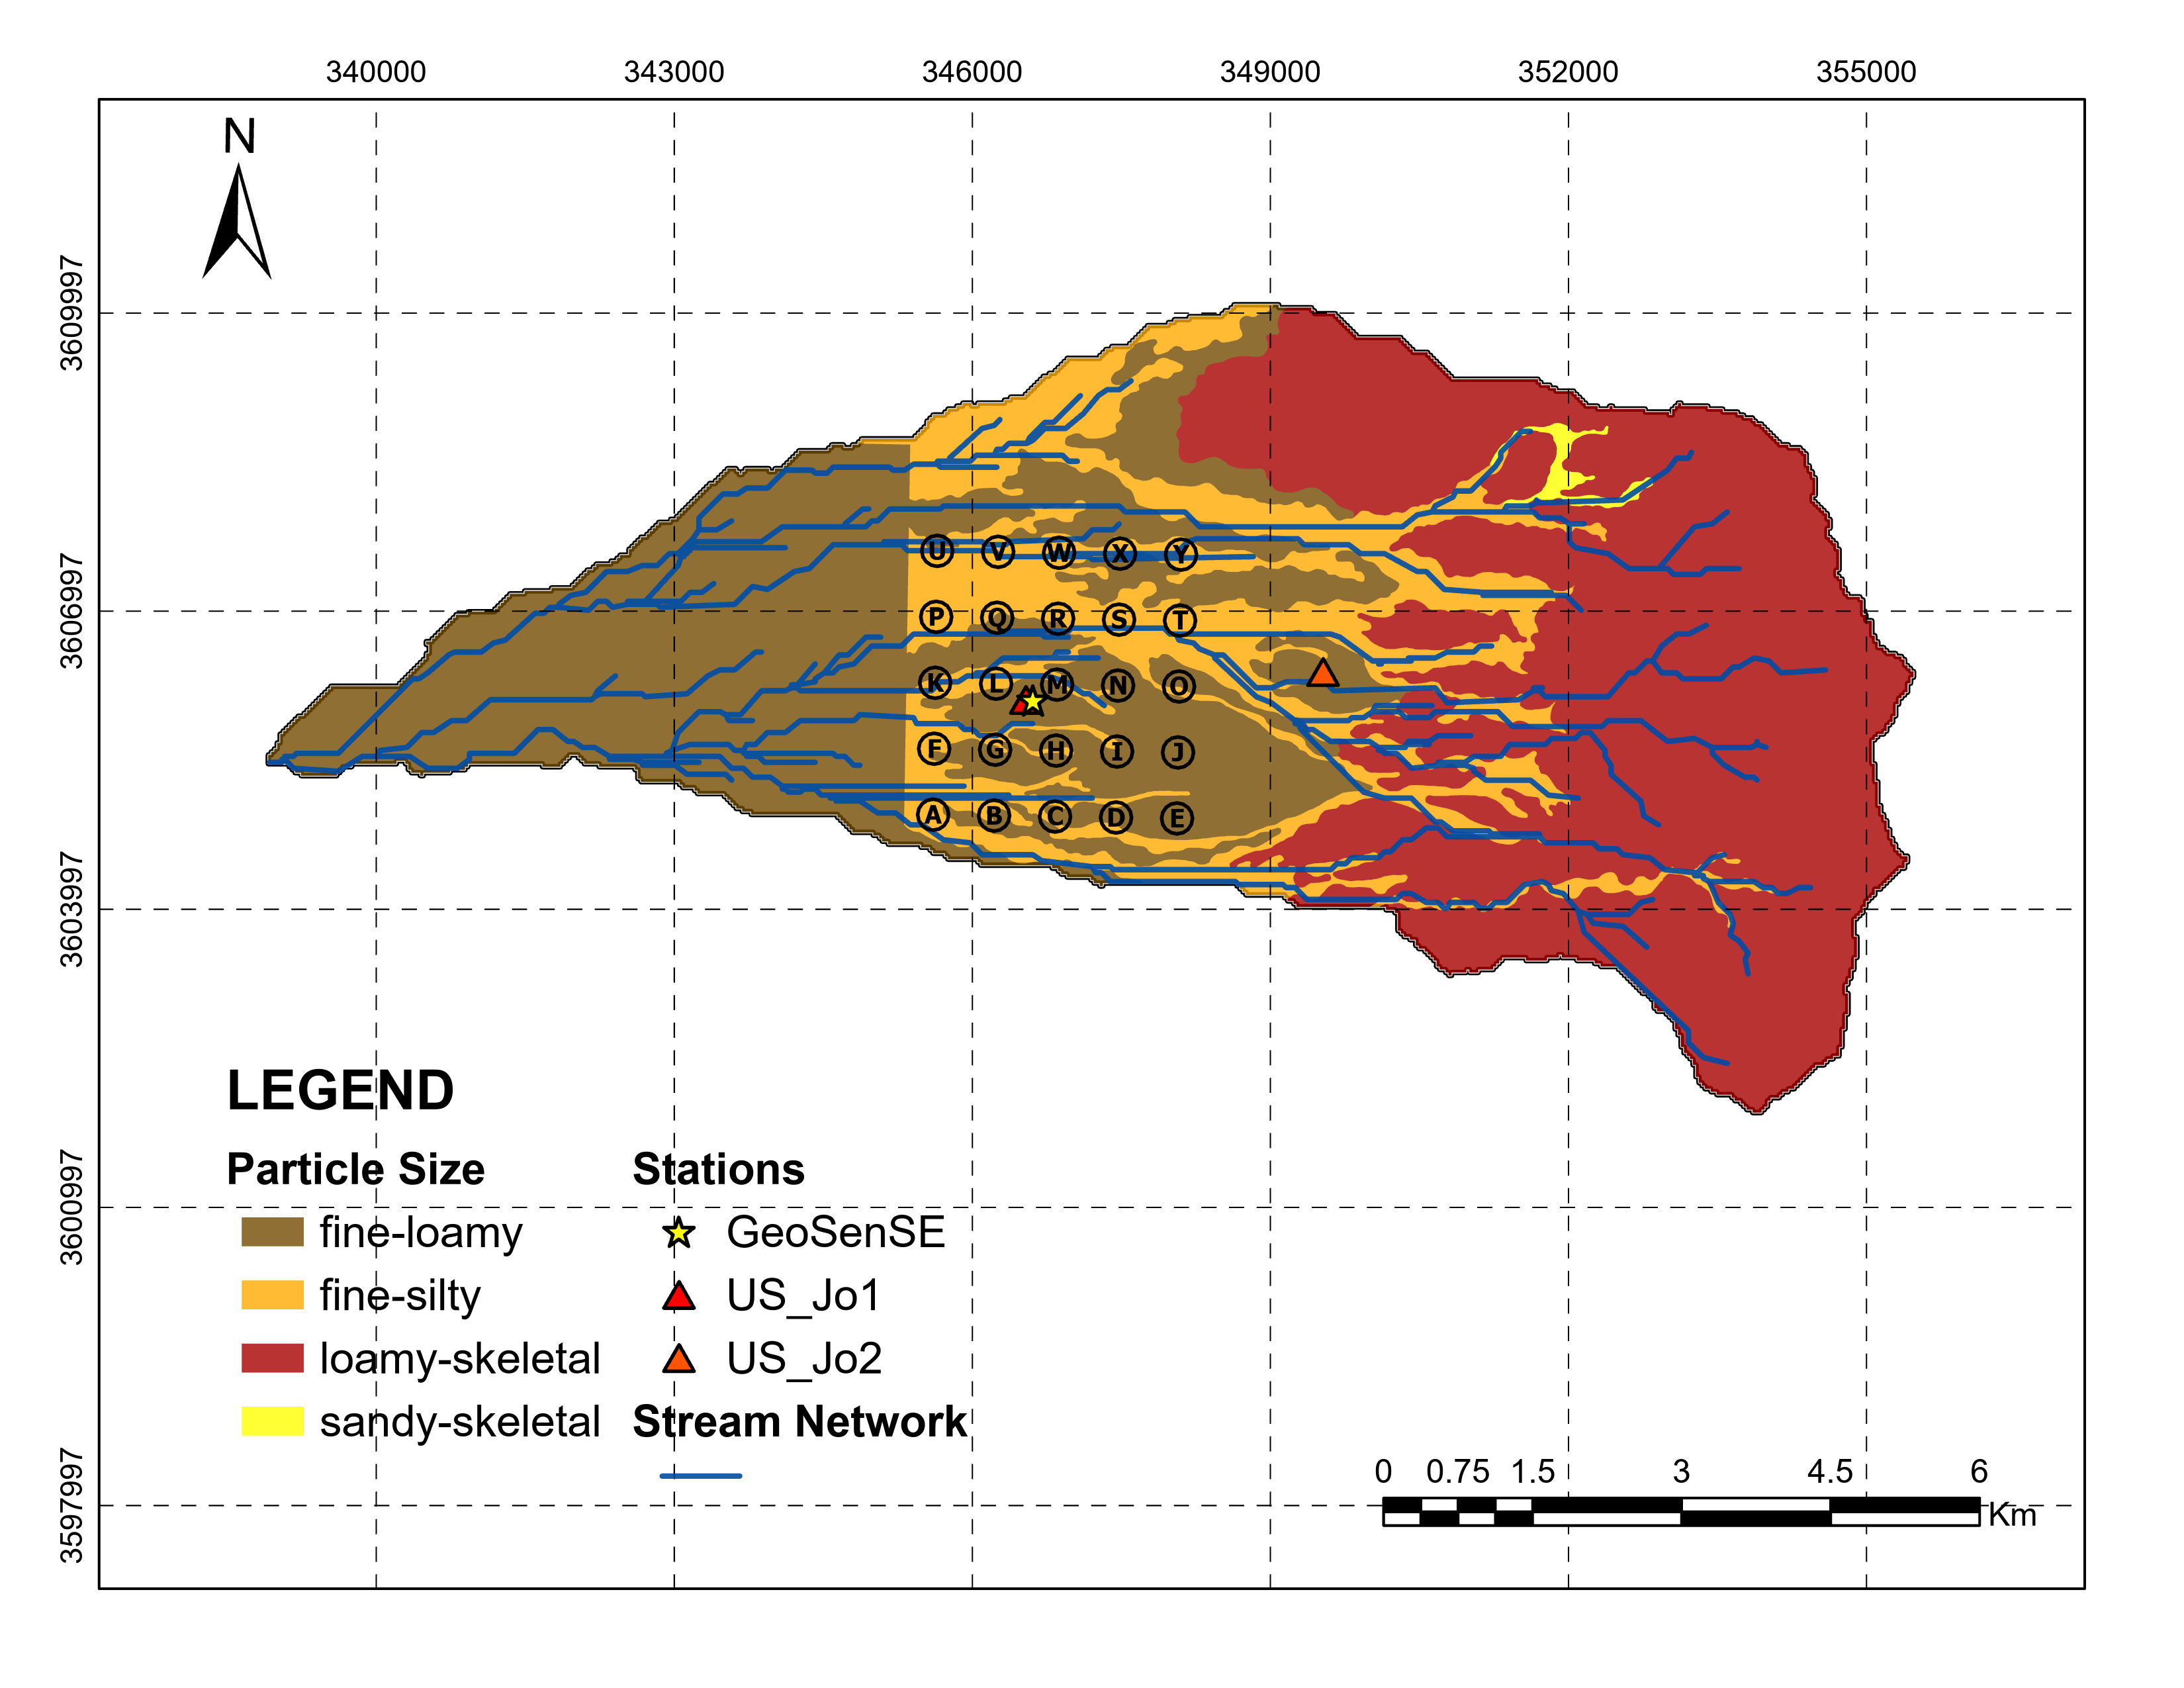 340000 343000 346000 349000 352000 355000
N
3609997
3606997
3603997
3600997
3597997
U V W X Y
P Q R S T
K L M N O
F G H I J
A B C D E
LEGEND
Particle Size
fine-loamy
fine-silty
loamy-skeletal
sandy-skeletal
Stations
GeoSenSE
US_Jo1
US_Jo2
Stream Network
0 0.75 1.5 3 4.5 6
Km